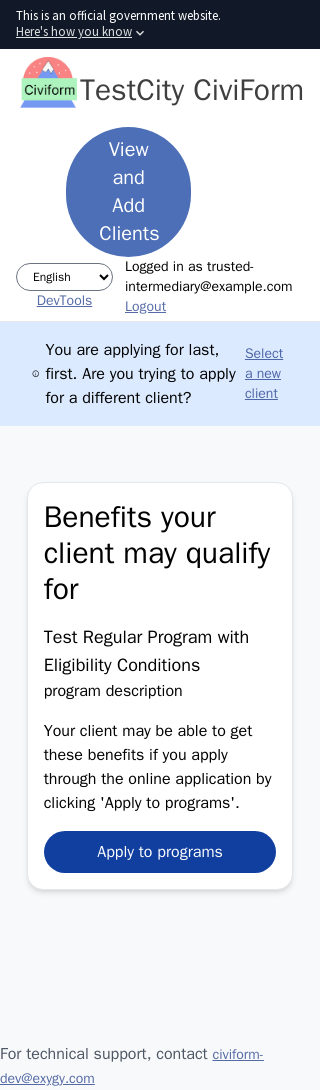 This is an official government website.
Here's how you know
Civiform
TestCity CiviForm
View
and
Add
Clients
English
Logged in as trusted-
intermediary@example.com
DevTools
Logout
You are applying for last,
first. Are you trying to apply
for a different client?
Select
a new
client
Benefits your
client may qualify
for
Test Regular Program with
Eligibility Conditions
program description
Your client may be able to get
these benefits if you apply
through the online application by
clicking 'Apply to programs'.
Apply to programs
For technical support, contact civiform-
dev@exygy.com